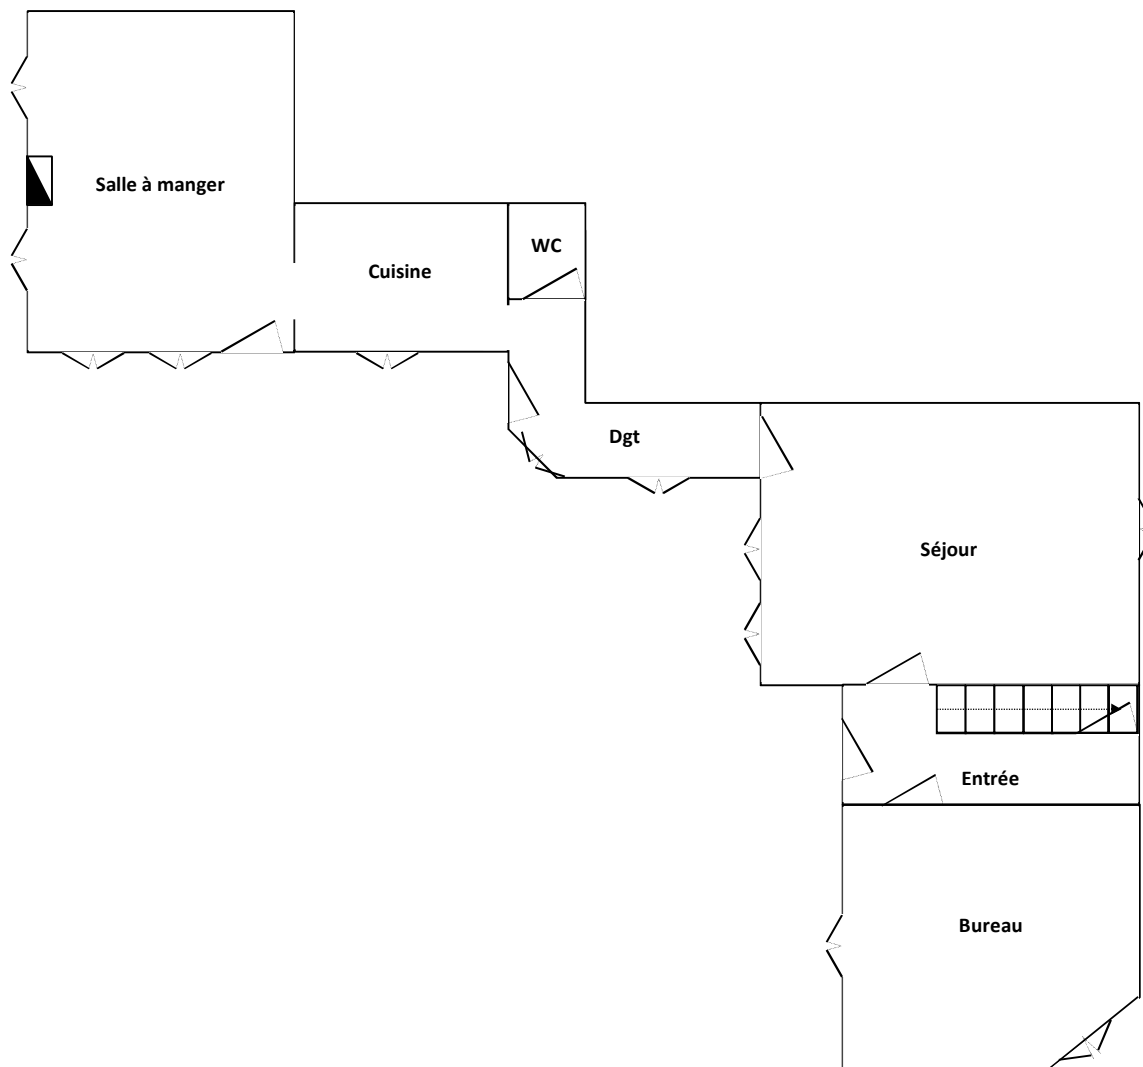 Salle à manger
WC
Cuisine
Dgt
Séjour
Entrée
Bureau